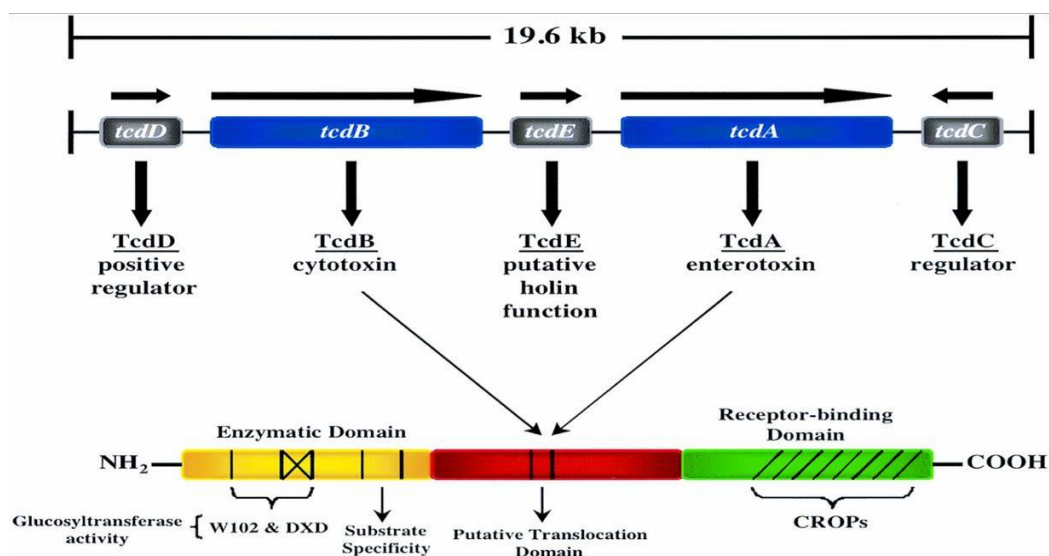 19.6 kb
tcdD tcdB tcdE tcdA tcdC
TcdD
positive
regulator
TcdB
cytotoxin
TcdE
putative
holin
function
TcdA
enterotoxin
TcdC
regulator
Enzymatic Domain
Receptor-binding
Domain
NH₂
COOH
Glucosyltransferase
activity
{ W102 & DXD
Substrate
Specificity
Putative Translocation
Domain
CROPs